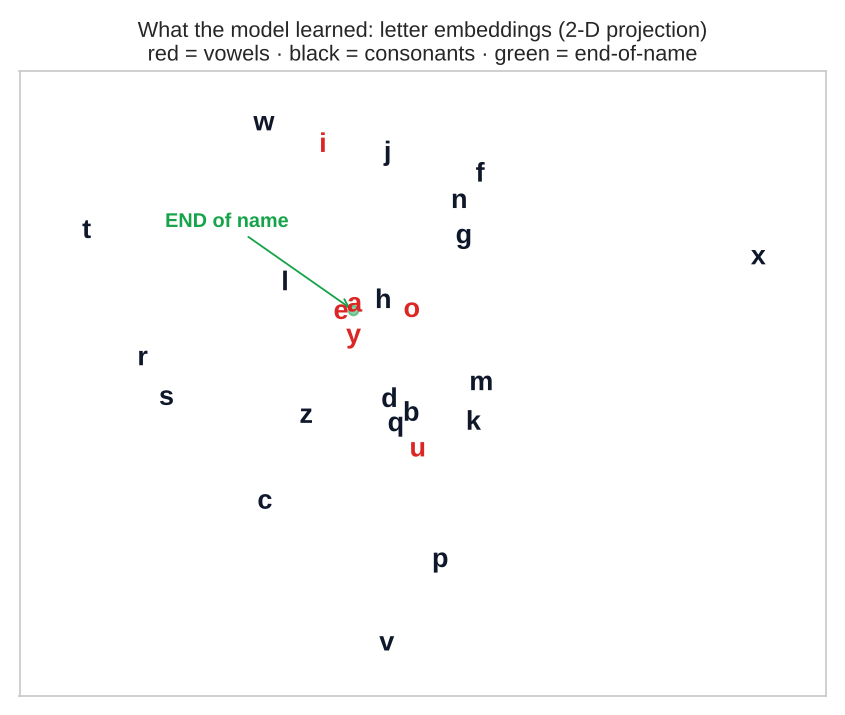 What the model learned: letter embeddings (2-D projection)
red = vowels · black = consonants · green = end-of-name
w
i
j
f
n
t
END of name
g
x
l
h
a
e
o
y
r
m
s
d
b
z
k
q
u
c
p
v